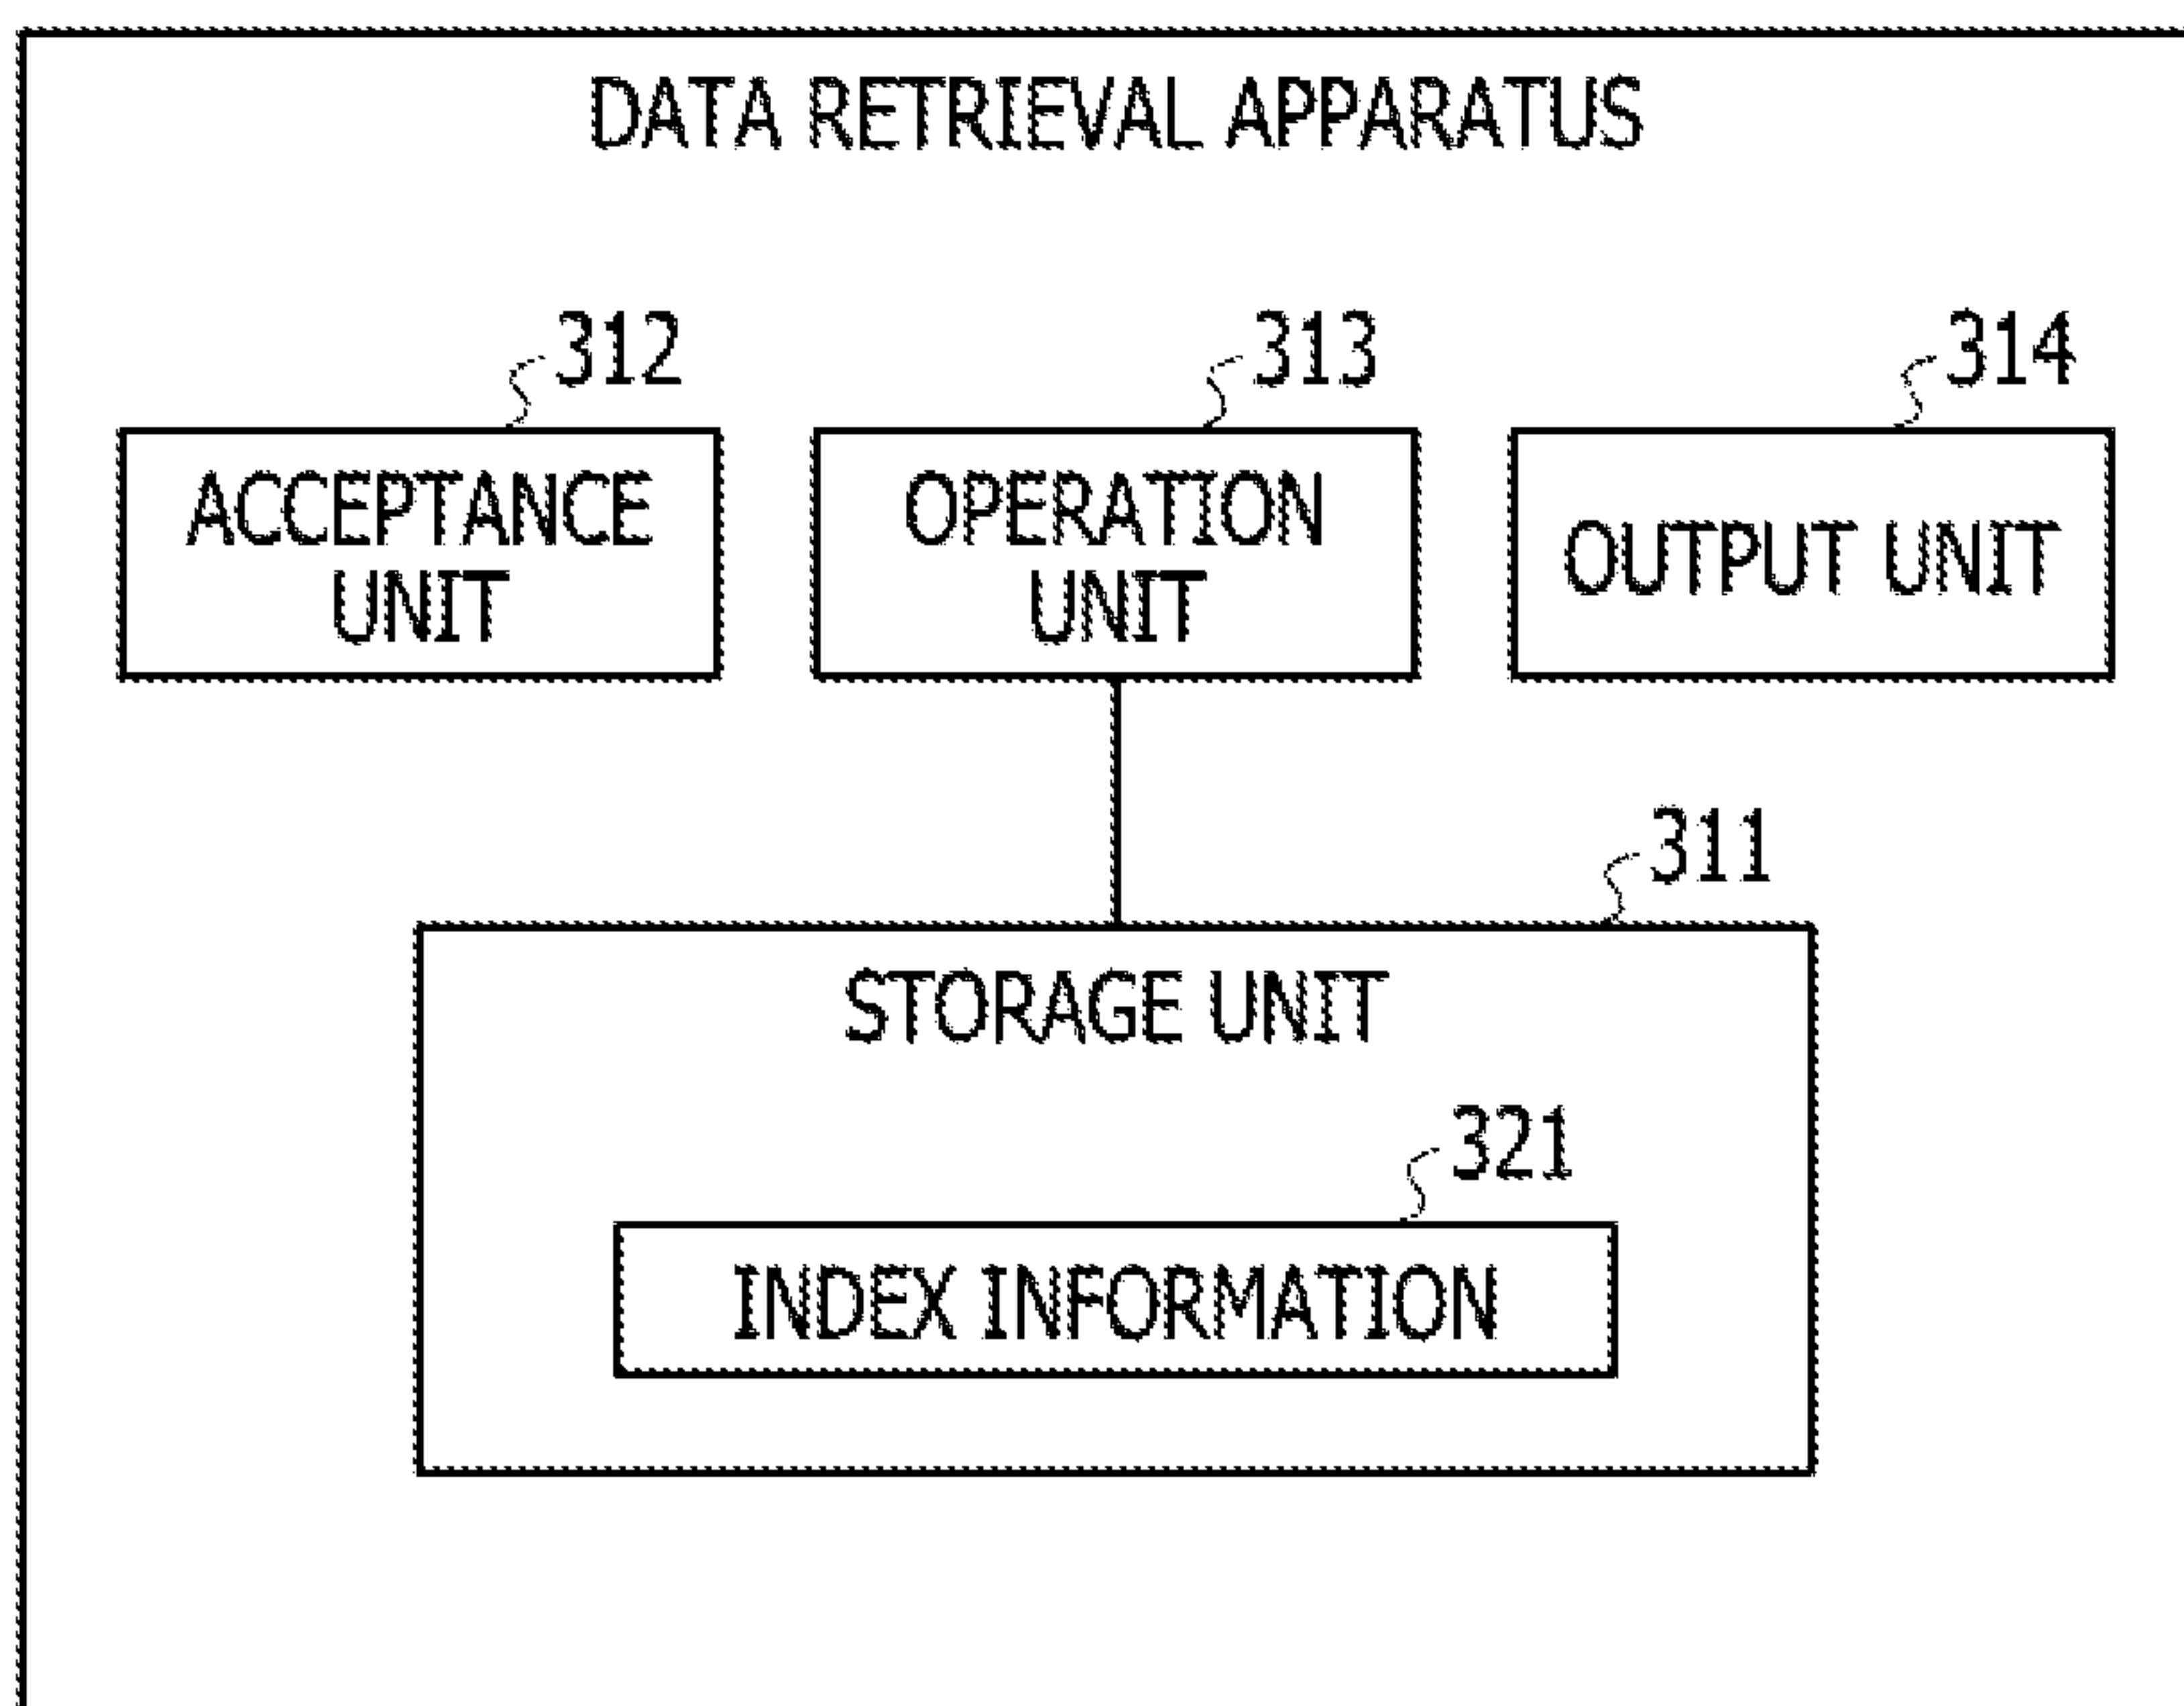 DATA RETRIEVAL APPARATUS
312
313
314
ACCEPTANCE
UNIT
OPERATION
UNIT
OUTPUT UNIT
311
STORAGE UNIT
321
INDEX INFORMATION